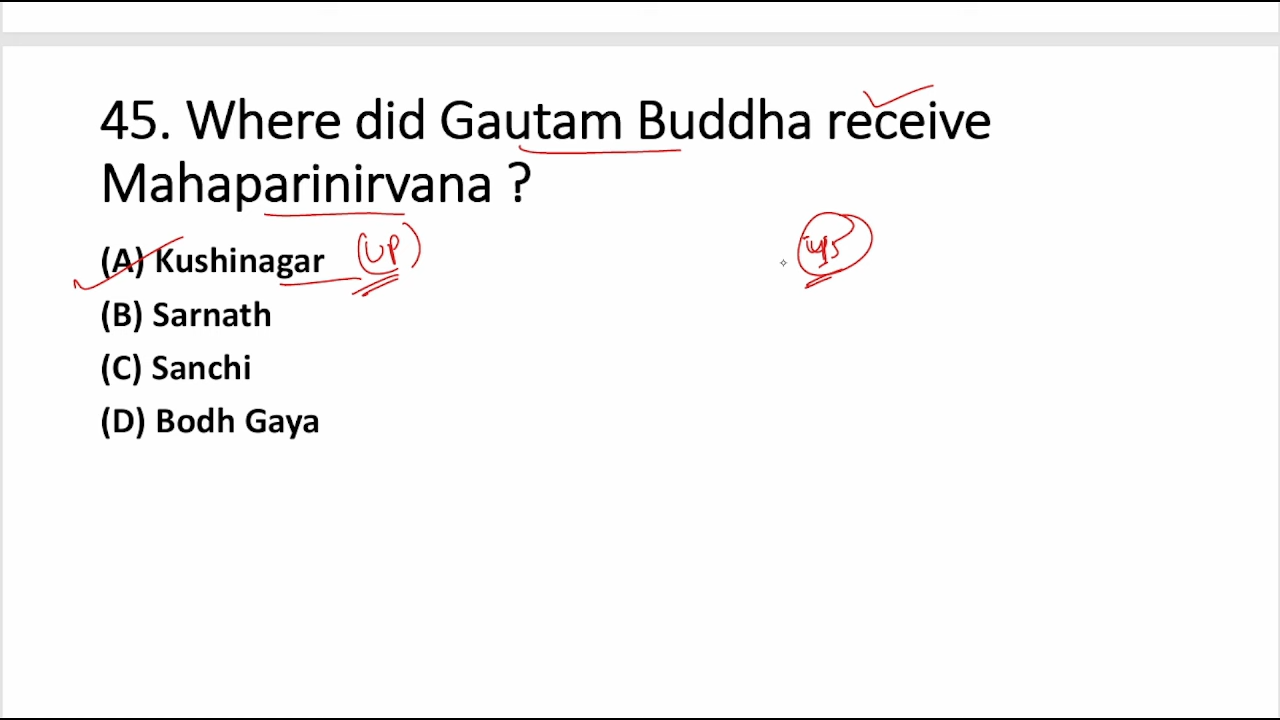 45. Where did Gautam Buddha receive
Mahaparinirvana ?
(A) Kushinagar (UP)
(B) Sarnath
(C) Sanchi
(D) Bodh Gaya